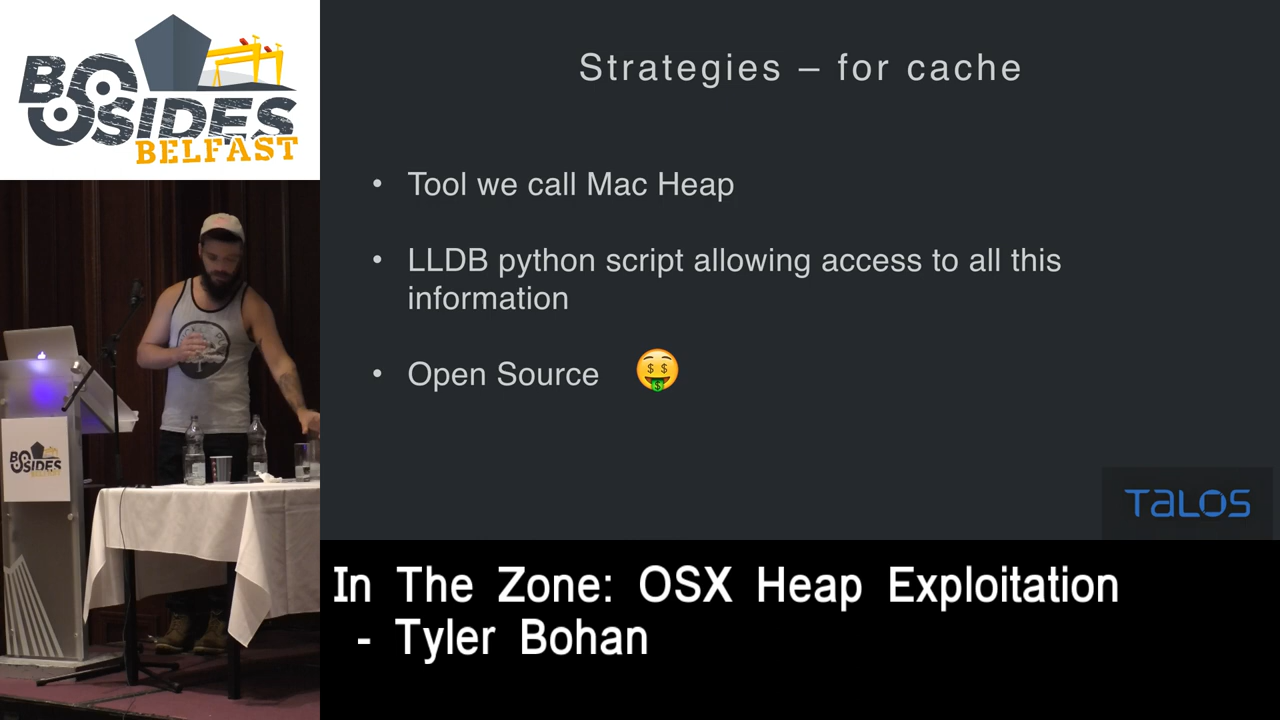 BSIDES
BELFAST
Strategies – for cache
• Tool we call Mac Heap
• LLDB python script allowing access to all this
information
• Open Source 🤑
BSIDES
BELFAST
TALOS
In The Zone: OSX Heap Exploitation
- Tyler Bohan